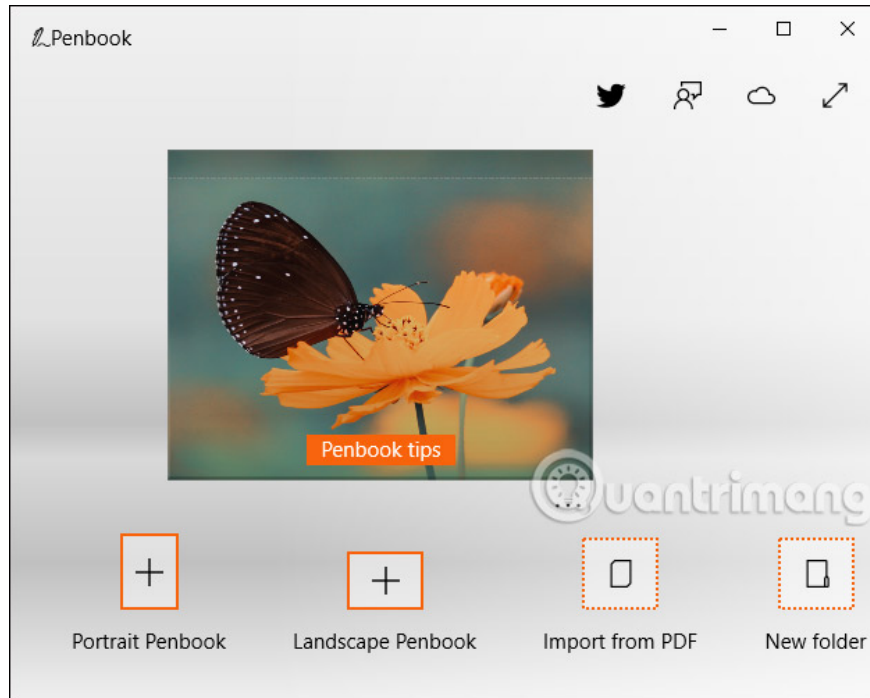 Penbook
Penbook tips
uantrimang
Portrait Penbook
Landscape Penbook
Import from PDF
New folder